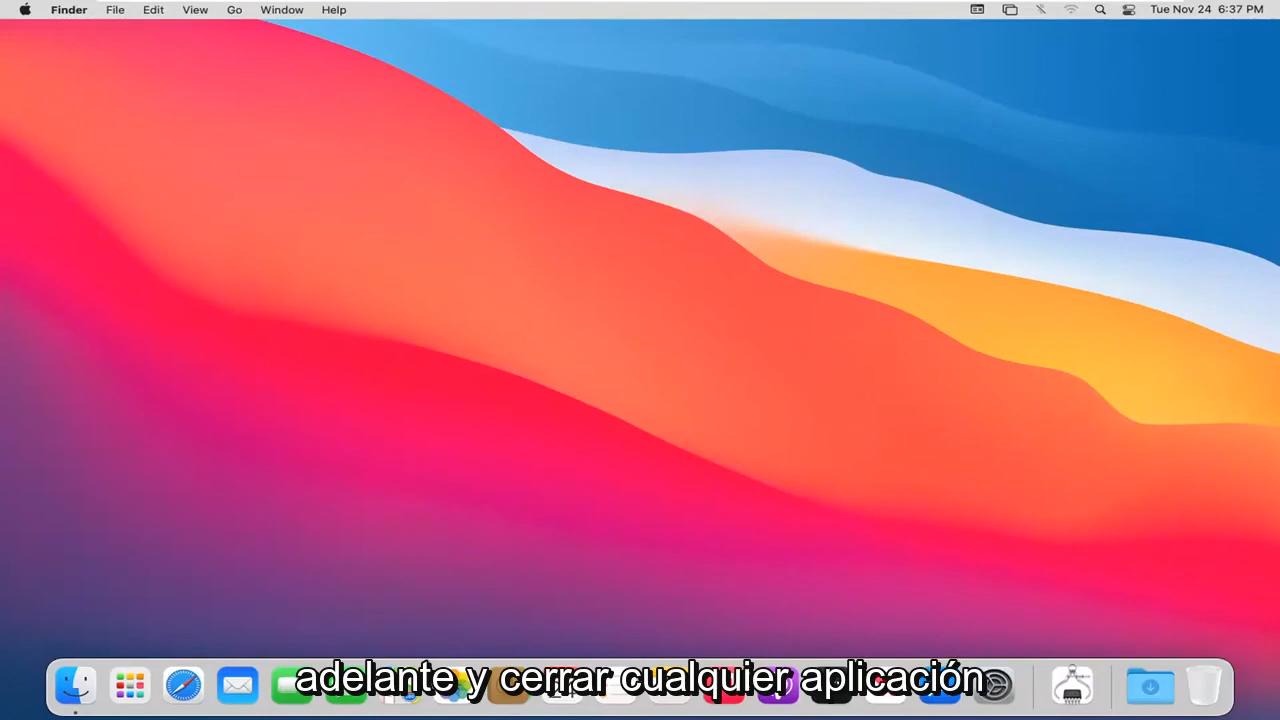 Finder File Edit View Go Window Help Tue Nov 24 6:37 PM
adelante y cerrar cualquier aplicación